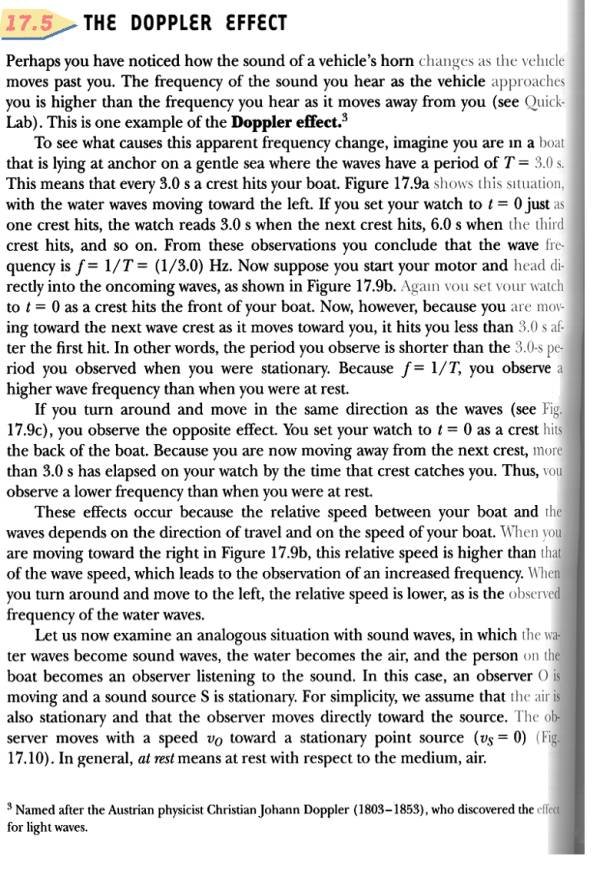 17.5 THE DOPPLER EFFECT
Perhaps you have noticed how the sound of a vehicle's horn changes as the vehicle
moves past you. The frequency of the sound you hear as the vehicle approaches
you is higher than the frequency you hear as it moves away from you (see Quick-
Lab). This is one example of the Doppler effect.³
To see what causes this apparent frequency change, imagine you are in a boat
that is lying at anchor on a gentle sea where the waves have a period of T = 3.0 s.
This means that every 3.0 s a crest hits your boat. Figure 17.9a shows this situation,
with the water waves moving toward the left. If you set your watch to t = 0 just as
one crest hits, the watch reads 3.0 s when the next crest hits, 6.0 s when the third
crest hits, and so on. From these observations you conclude that the wave fre-
quency is f = 1/T = (1/3.0) Hz. Now suppose you start your motor and head di-
rectly into the oncoming waves, as shown in Figure 17.9b. Again you set your watch
to t = 0 as a crest hits the front of your boat. Now, however, because you are mov-
ing toward the next wave crest as it moves toward you, it hits you less than 3.0 s af-
ter the first hit. In other words, the period you observe is shorter than the 3.0-s pe-
riod you observed when you were stationary. Because f = 1/T, you observe a
higher wave frequency than when you were at rest.
If you turn around and move in the same direction as the waves (see Fig.
17.9c), you observe the opposite effect. You set your watch to t = 0 as a crest hits
the back of the boat. Because you are now moving away from the next crest, more
than 3.0 s has elapsed on your watch by the time that crest catches you. Thus, you
observe a lower frequency than when you were at rest.
These effects occur because the relative speed between your boat and the
waves depends on the direction of travel and on the speed of your boat. When you
are moving toward the right in Figure 17.9b, this relative speed is higher than that
of the wave speed, which leads to the observation of an increased frequency. When
you turn around and move to the left, the relative speed is lower, as is the observed
frequency of the water waves.
Let us now examine an analogous situation with sound waves, in which the wa-
ter waves become sound waves, the water becomes the air, and the person on the
boat becomes an observer listening to the sound. In this case, an observer O is
moving and a sound source S is stationary. For simplicity, we assume that the air is
also stationary and that the observer moves directly toward the source. The ob-
server moves with a speed vO toward a stationary point source (vS = 0) (Fig.
17.10). In general, at rest means at rest with respect to the medium, air.
³ Named after the Austrian physicist Christian Johann Doppler (1803–1853), who discovered the effect
for light waves.